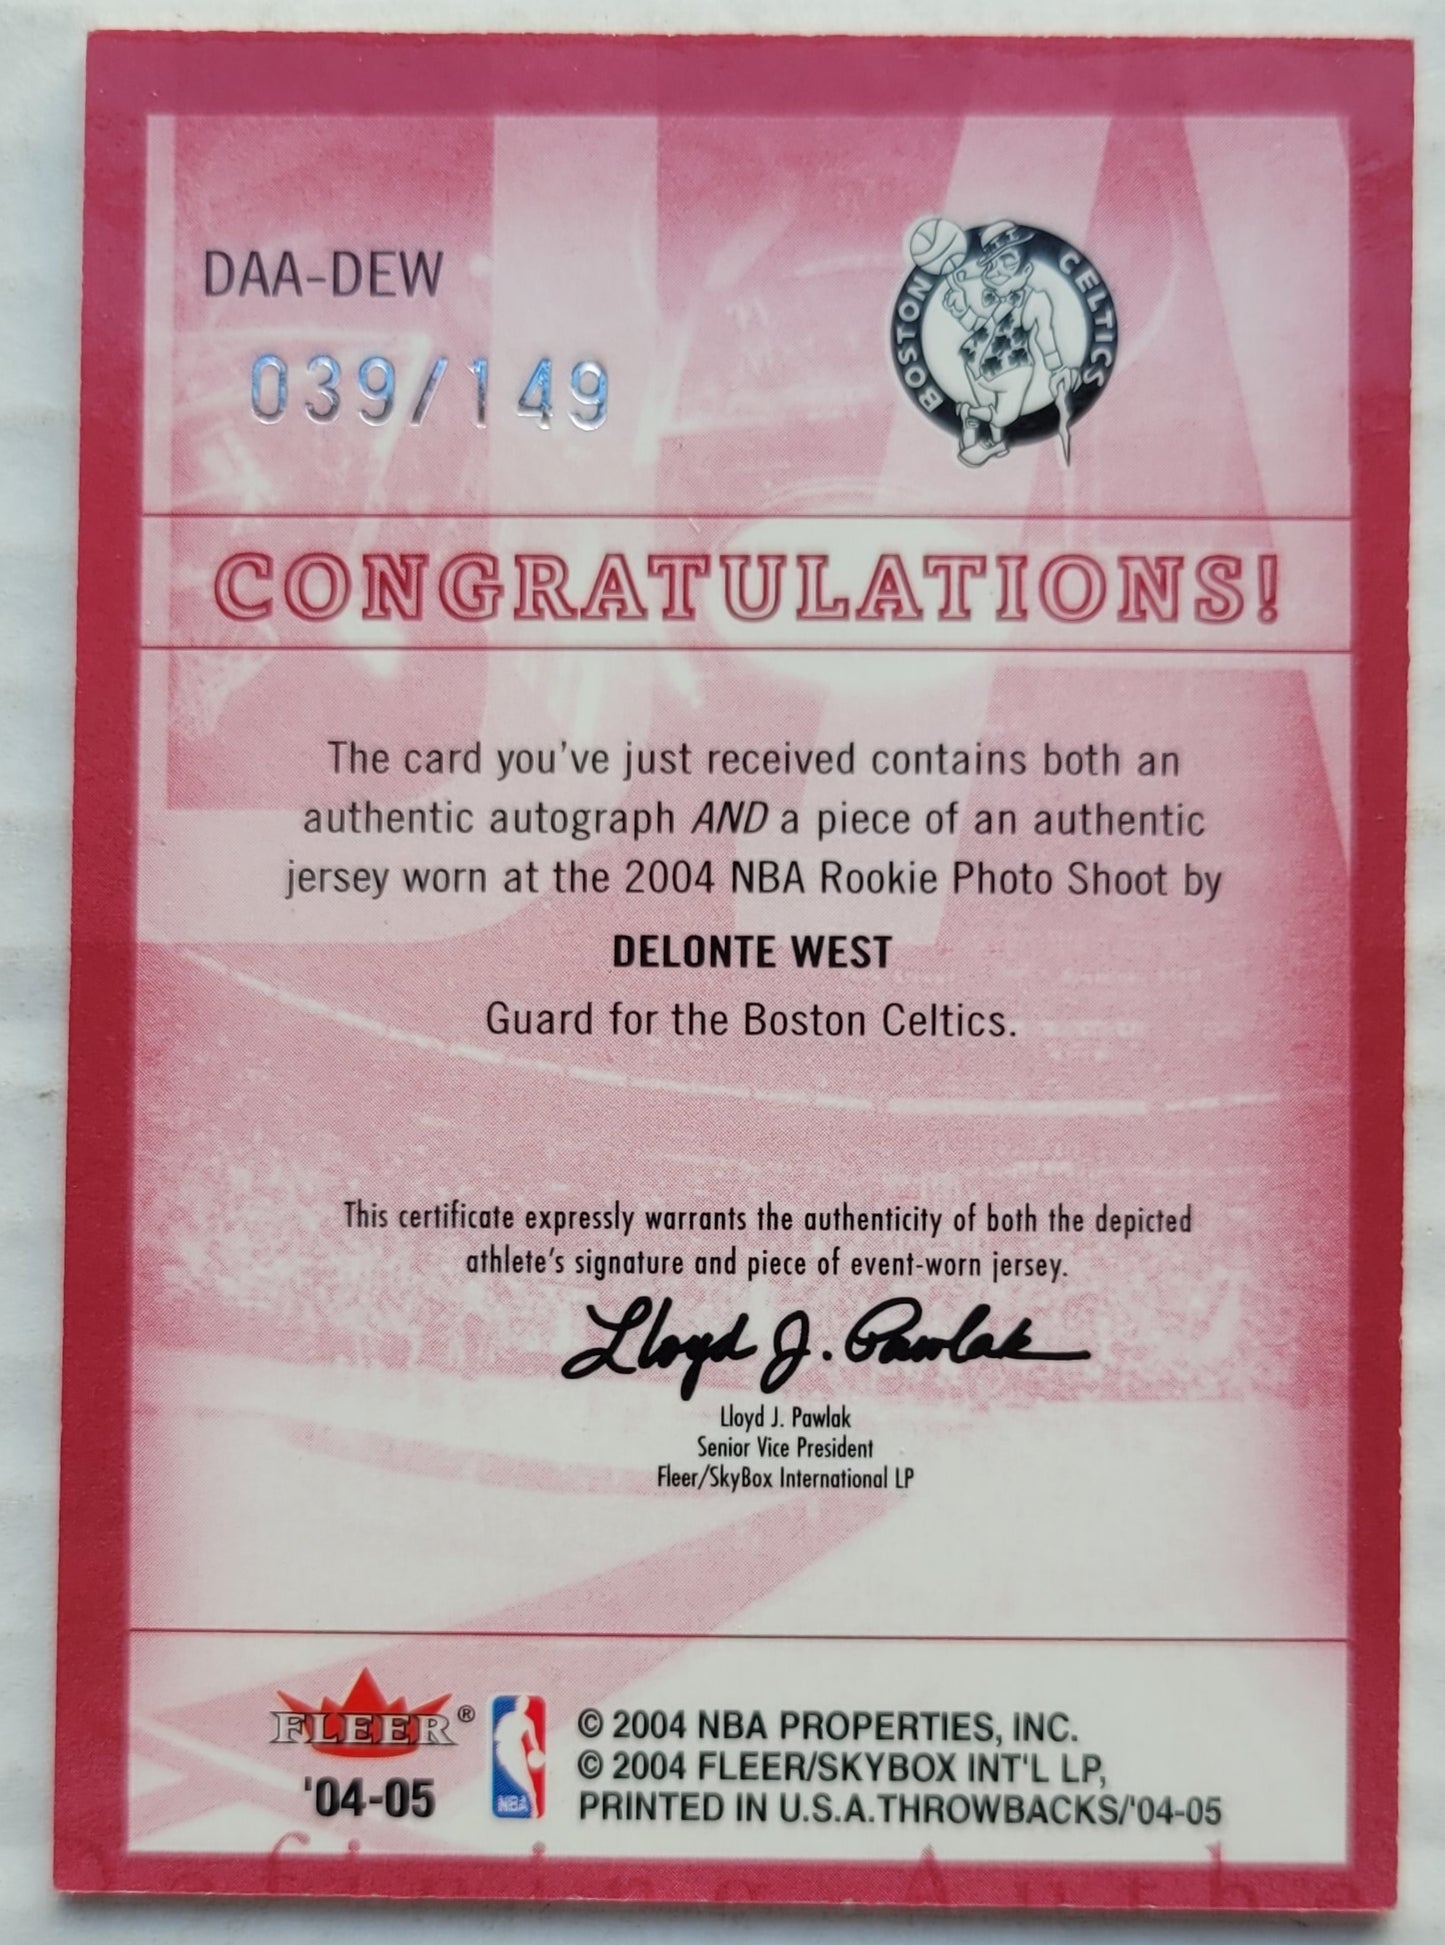 DAA-DEW
039/149
BOSTON CELTICS
CONGRATULATIONS!
The card you've just received contains both an
authentic autograph AND a piece of an authentic
jersey worn at the 2004 NBA Rookie Photo Shoot by
DELONTE WEST
Guard for the Boston Celtics.
This certificate expressly warrants the authenticity of both the depicted
athlete's signature and piece of event-worn jersey.
Lloyd J. Pawlak
Lloyd J. Pawlak
Senior Vice President
Fleer/SkyBox International LP
FLEER®
'04-05
NBA
© 2004 NBA PROPERTIES, INC.
© 2004 FLEER/SKYBOX INT'L LP,
PRINTED IN U.S.A. THROWBACKS/'04-05